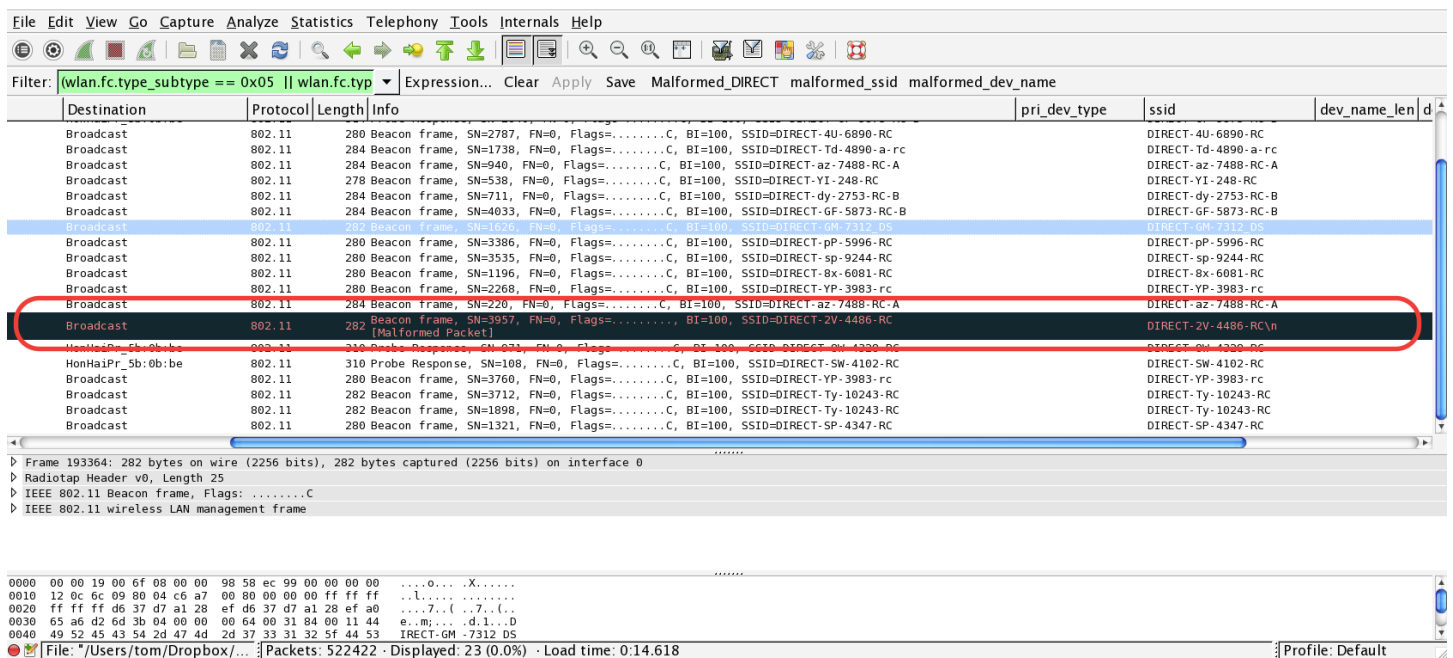 File Edit View Go Capture Analyze Statistics Telephony Tools Internals Help
Filter: (wlan.fc.type_subtype == 0x05 || wlan.fc.typ Expression... Clear Apply Save Malformed_DIRECT malformed_ssid malformed_dev_name
Destination Protocol Length Info pri_dev_type ssid dev_name_len d
Broadcast 802.11 280 Beacon frame, SN=2787, FN=0, Flags=........C, BI=100, SSID=DIRECT-4U-6890-RC DIRECT-4U-6890-RC
Broadcast 802.11 284 Beacon frame, SN=1738, FN=0, Flags=........C, BI=100, SSID=DIRECT-Td-4890-a-rc DIRECT-Td-4890-a-rc
Broadcast 802.11 284 Beacon frame, SN=940, FN=0, Flags=........C, BI=100, SSID=DIRECT-az-7488-RC-A DIRECT-az-7488-RC-A
Broadcast 802.11 278 Beacon frame, SN=538, FN=0, Flags=........C, BI=100, SSID=DIRECT-YI-248-RC DIRECT-YI-248-RC
Broadcast 802.11 284 Beacon frame, SN=711, FN=0, Flags=........C, BI=100, SSID=DIRECT-dy-2753-RC-B DIRECT-dy-2753-RC-B
Broadcast 802.11 284 Beacon frame, SN=4033, FN=0, Flags=........C, BI=100, SSID=DIRECT-GF-5873-RC-B DIRECT-GF-5873-RC-B
Broadcast 802.11 282 Beacon frame, SN=1626, FN=0, Flags=........C, BI=100, SSID=DIRECT-GM-7312_DS DIRECT-GM-7312_DS
Broadcast 802.11 280 Beacon frame, SN=3386, FN=0, Flags=........C, BI=100, SSID=DIRECT-pP-5996-RC DIRECT-pP-5996-RC
Broadcast 802.11 280 Beacon frame, SN=3535, FN=0, Flags=........C, BI=100, SSID=DIRECT-sp-9244-RC DIRECT-sp-9244-RC
Broadcast 802.11 280 Beacon frame, SN=1196, FN=0, Flags=........C, BI=100, SSID=DIRECT-8x-6081-RC DIRECT-8x-6081-RC
Broadcast 802.11 280 Beacon frame, SN=2268, FN=0, Flags=........C, BI=100, SSID=DIRECT-YP-3983-rc DIRECT-YP-3983-rc
Broadcast 802.11 284 Beacon frame, SN=220, FN=0, Flags=........C, BI=100, SSID=DIRECT-az-7488-RC-A DIRECT-az-7488-RC-A
Broadcast 802.11 282 Beacon frame, SN=3957, FN=0, Flags=........, BI=100, SSID=DIRECT-2V-4486-RC DIRECT-2V-4486-RC\n
[Malformed Packet]
HonHaiPr_5b:0b:be 802.11 310 Probe Response,
HonHaiPr_5b:0b:be 802.11 310 Probe Response, SN=108, FN=0, Flags=........C, BI=100, SSID=DIRECT-SW-4102-RC DIRECT-SW-4102-RC
Broadcast 802.11 280 Beacon frame, SN=3760, FN=0, Flags=........C, BI=100, SSID=DIRECT-YP-3983-rc DIRECT-YP-3983-rc
Broadcast 802.11 282 Beacon frame, SN=3712, FN=0, Flags=........C, BI=100, SSID=DIRECT-Ty-10243-RC DIRECT-Ty-10243-RC
Broadcast 802.11 282 Beacon frame, SN=1898, FN=0, Flags=........C, BI=100, SSID=DIRECT-Ty-10243-RC DIRECT-Ty-10243-RC
Broadcast 802.11 280 Beacon frame, SN=1321, FN=0, Flags=........C, BI=100, SSID=DIRECT-SP-4347-RC DIRECT-SP-4347-RC
Frame 193364: 282 bytes on wire (2256 bits), 282 bytes captured (2256 bits) on interface 0
Radiotap Header v0, Length 25
IEEE 802.11 Beacon frame, Flags: ........C
IEEE 802.11 wireless LAN management frame
0000 00 00 19 00 6f 08 00 00 98 58 ec 99 00 00 00 00 ....o... .X......
0010 12 0c 6c 09 80 04 c6 a7 00 80 00 00 00 ff ff ff ..l..... ........
0020 ff ff ff d6 37 d7 a1 28 ef d6 37 d7 a1 28 ef a0 ....7..( ..7..(..
0030 65 a6 d2 6d 3b 04 00 00 00 64 00 31 84 00 11 44 e..m;... .d.1...D
0040 49 52 45 43 54 2d 47 4d 2d 37 33 31 32 5f 44 53 IRECT-GM -7312_DS
File: "/Users/tom/Dropbox/... Packets: 522422 · Displayed: 23 (0.0%) · Load time: 0:14.618 Profile: Default